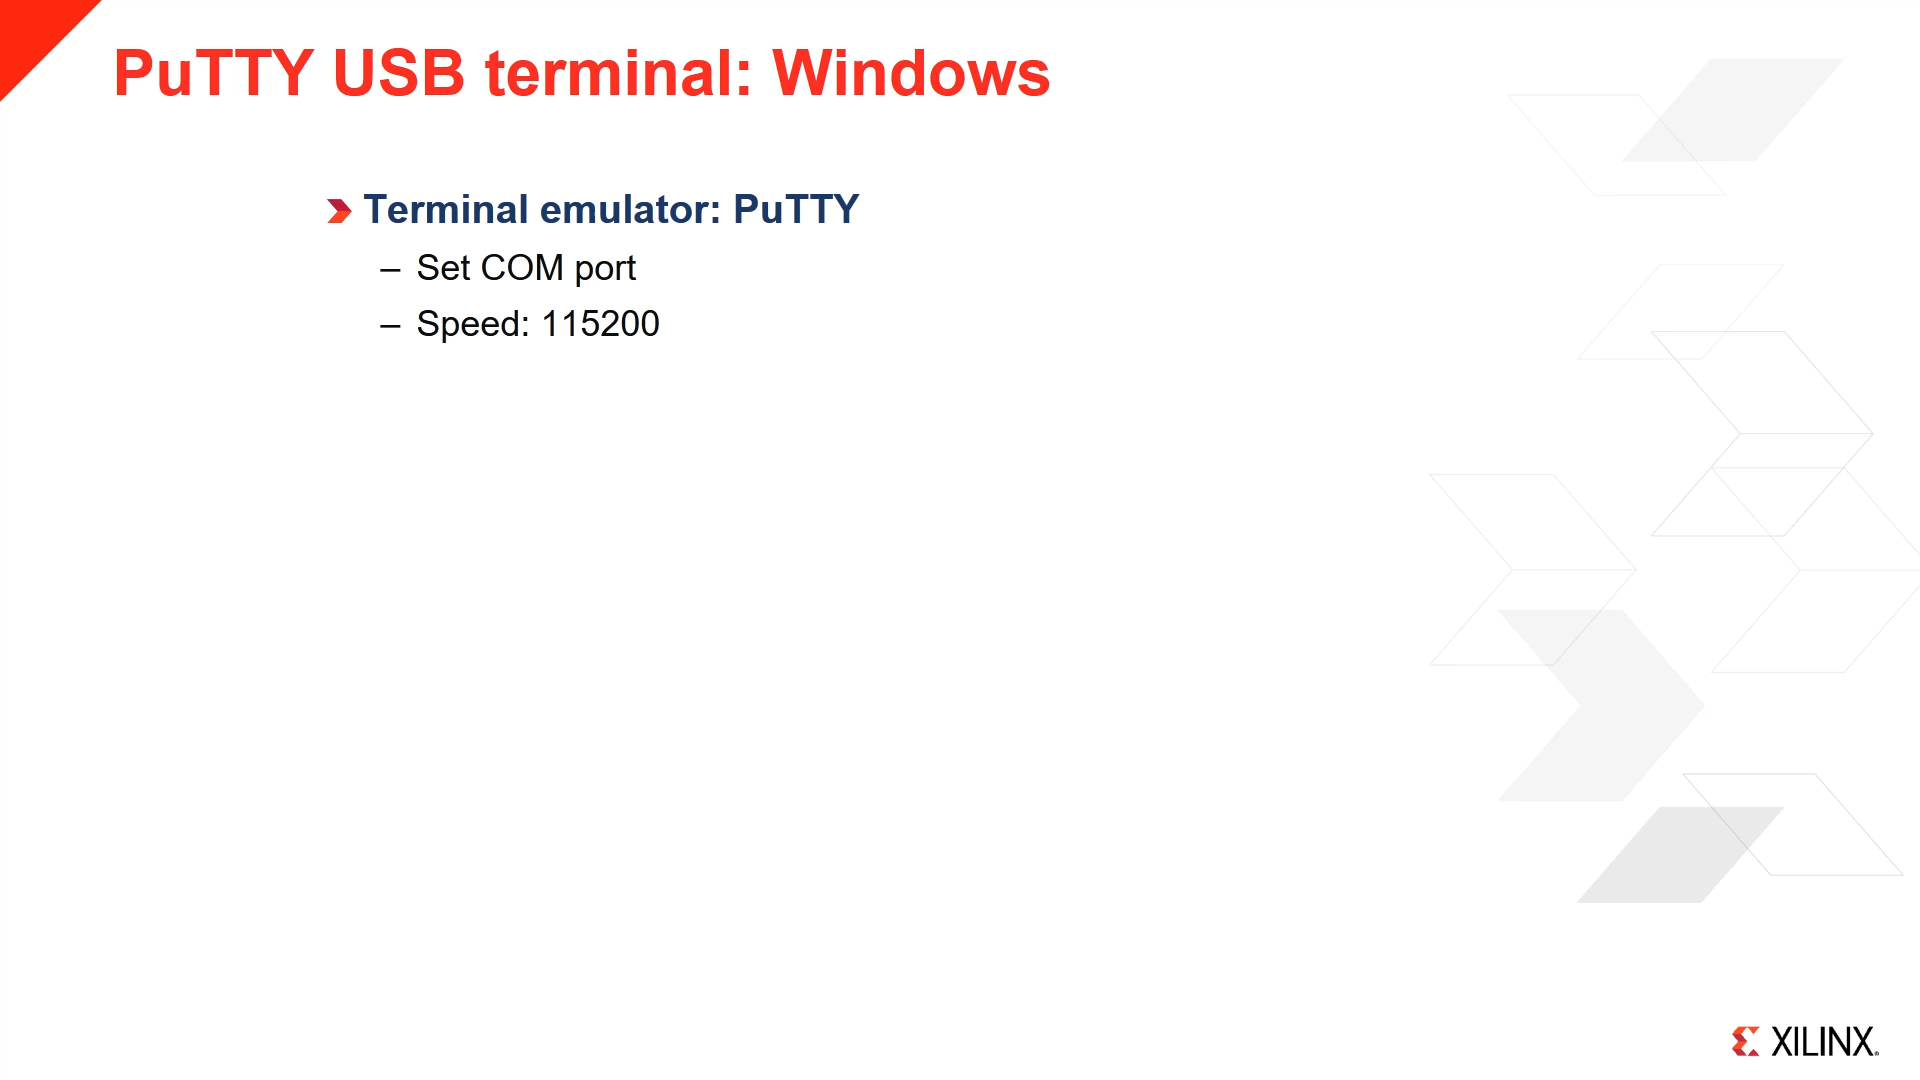 PuTTY USB terminal: Windows
Terminal emulator: PuTTY
– Set COM port
– Speed: 115200
XILINX